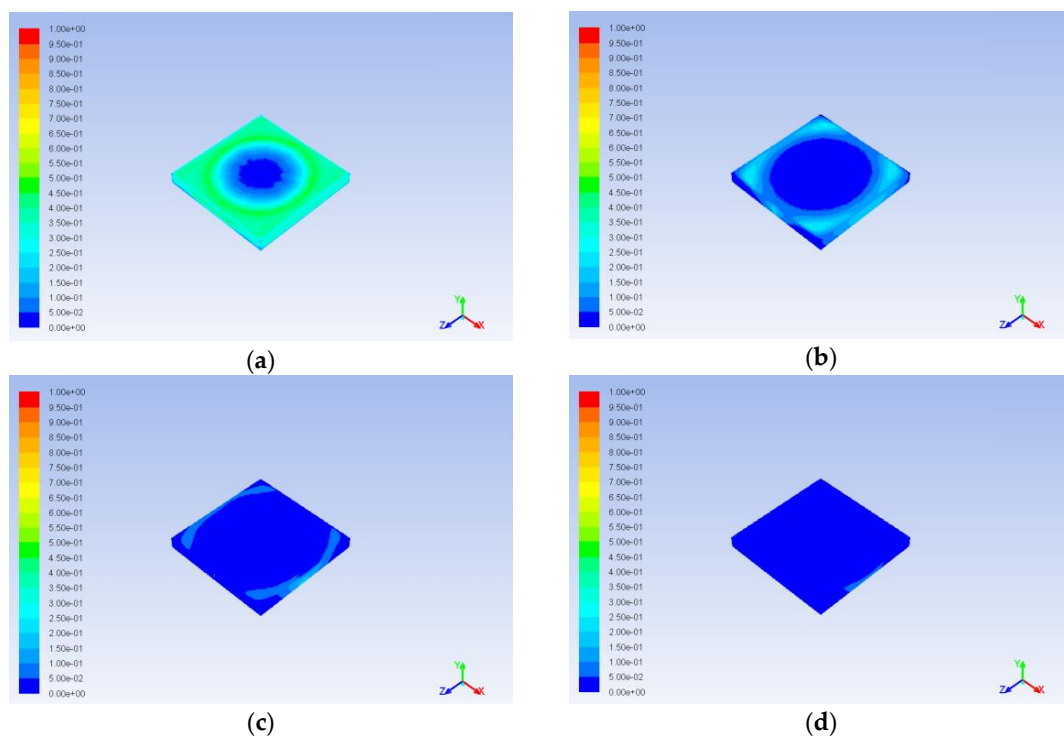 1.00e+00
9.50e-01
9.00e-01
8.50e-01
8.00e-01
7.50e-01
7.00e-01
6.50e-01
6.00e-01
5.50e-01
5.00e-01
4.50e-01
4.00e-01
3.50e-01
3.00e-01
2.50e-01
2.00e-01
1.50e-01
1.00e-01
5.00e-02
0.00e+00
Y
Z
X
(a)
1.00e+00
9.50e-01
9.00e-01
8.50e-01
8.00e-01
7.50e-01
7.00e-01
6.50e-01
6.00e-01
5.50e-01
5.00e-01
4.50e-01
4.00e-01
3.50e-01
3.00e-01
2.50e-01
2.00e-01
1.50e-01
1.00e-01
5.00e-02
0.00e+00
Y
Z
X
(b)
1.00e+00
9.50e-01
9.00e-01
8.50e-01
8.00e-01
7.50e-01
7.00e-01
6.50e-01
6.00e-01
5.50e-01
5.00e-01
4.50e-01
4.00e-01
3.50e-01
3.00e-01
2.50e-01
2.00e-01
1.50e-01
1.00e-01
5.00e-02
0.00e+00
Y
Z
X
(c)
1.00e+00
9.50e-01
9.00e-01
8.50e-01
8.00e-01
7.50e-01
7.00e-01
6.50e-01
6.00e-01
5.50e-01
5.00e-01
4.50e-01
4.00e-01
3.50e-01
3.00e-01
2.50e-01
2.00e-01
1.50e-01
1.00e-01
5.00e-02
0.00e+00
Y
Z
X
(d)